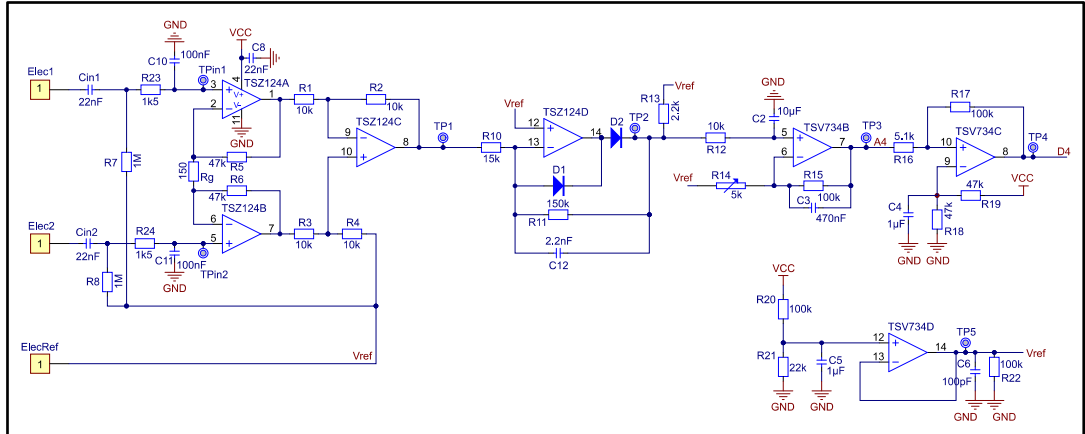 GND
VCC
C8
100nF
C10
22nF
Elec1
Cin1
R23
TPin1
TSZ124A
1
22nF
1k5
3
4
V+
V-
2
11
1
GND
R1
10k
R2
10k
TSZ124C
9
10
8
TP1
R7
1M
150
Rg
47k
R5
R6
47k
TSZ124B
6
5
7
R3
10k
R4
10k
Elec2
Cin2
R24
1
22nF
1k5
C11
100nF
GND
TPin2
R8
1M
ElecRef
1
Vref
R10
15k
Vref
TSZ124D
12
13
14
D2
TP2
R13
2.2k
Vref
D1
150k
R11
2.2nF
C12
10k
R12
GND
10µF
C2
TSV734B
5
6
7
TP3
A4
Vref
R14
5k
R15
100k
C3
470nF
5.1k
R16
R17
100k
TSV734C
10
9
8
TP4
D4
VCC
47k
R19
C4
1µF
47k
R18
GND
GND
VCC
R20
100k
R21
22k
C5
1µF
GND
GND
TSV734D
12
13
14
TP5
Vref
C6
100pF
100k
R22
GND
GND